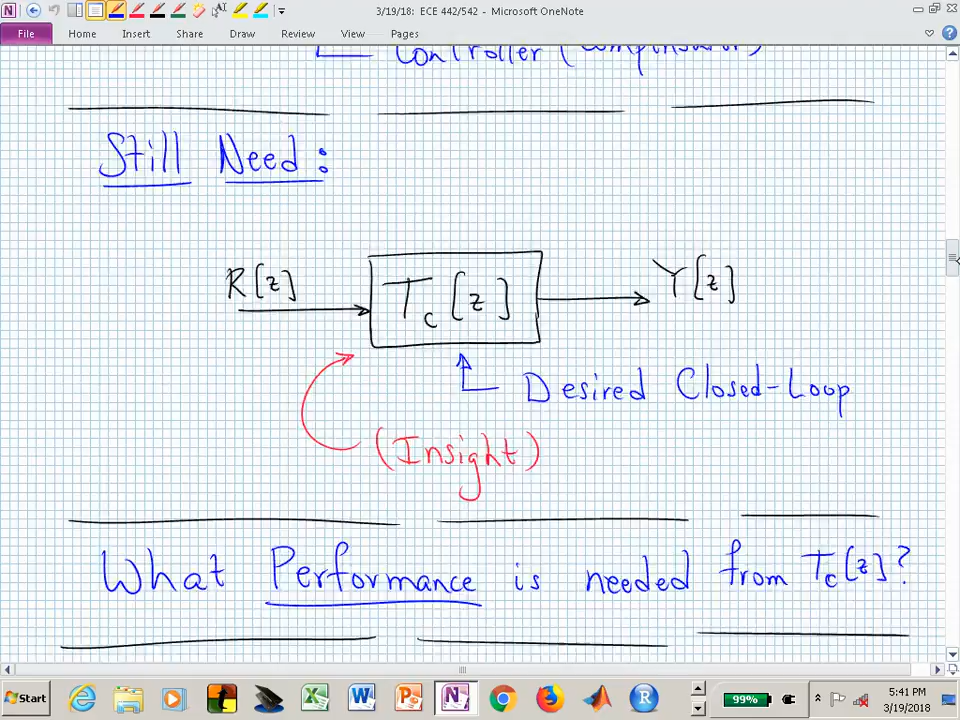 3/19/18: ECE 442/542 - Microsoft OneNote
File Home Insert Share Draw Review View Pages
Controller (Compensator)
Still Need:
R[z] Tc[z] Y[z]
Desired Closed-Loop
(Insight)
What Performance is needed from Tc[z]?
Start 99% 5:41 PM
3/19/2018